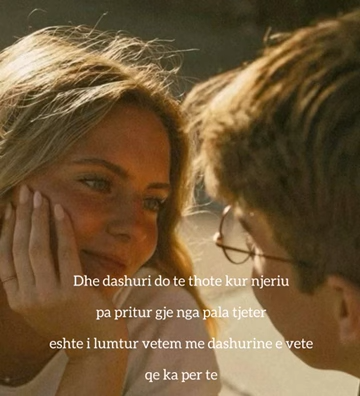 Dhe dashuri do te thote kur njeriu
pa pritur gje nga pala tjeter
eshte i lumtur vetem me dashurine e vete
qe ka per te